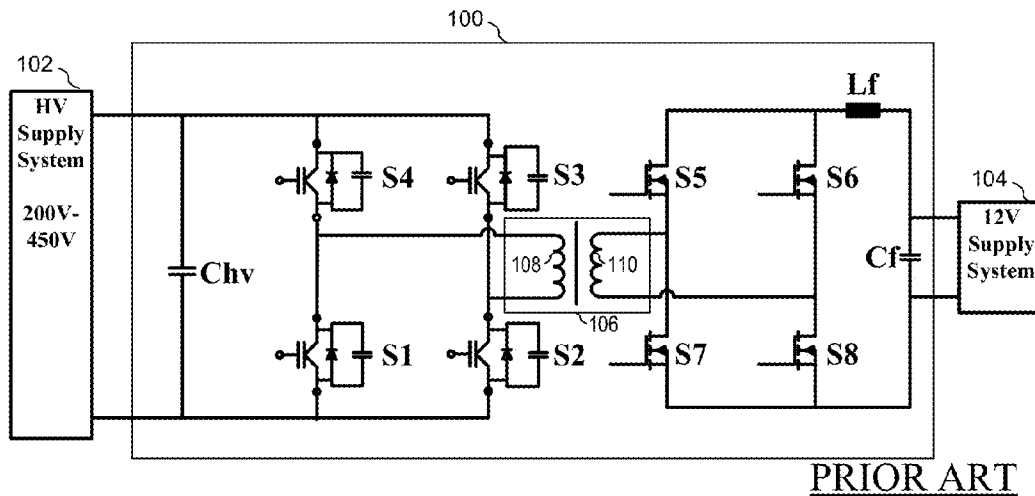 100
102
HV
Supply
System
200V-
450V
Chv
S4
S3
S1
S2
108
110
106
S5
S6
S7
S8
Lf
Cf
104
12V
Supply
System
PRIOR ART